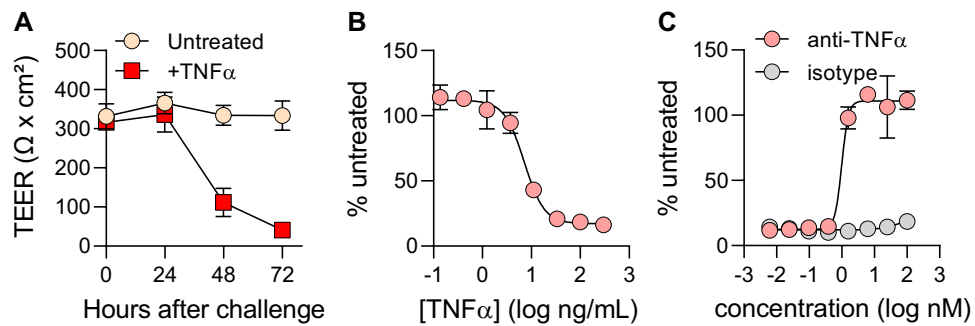 A
TEER (Ω x cm²)
500
400
300
200
100
0
Untreated
+TNFα
0 24 48 72
Hours after challenge
B
% untreated
150
100
50
0
-1 0 1 2 3
[TNFα] (log ng/mL)
C
% untreated
150
100
50
0
anti-TNFα
isotype
-3 -2 -1 0 1 2 3
concentration (log nM)